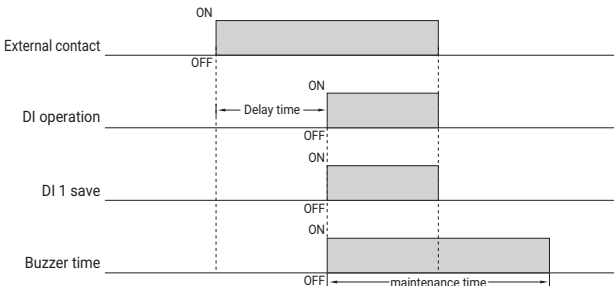 ON
External contact
OFF
ON
Delay time
DI operation
OFF
ON
DI 1 save
OFF
ON
Buzzer time
OFF
maintenance time